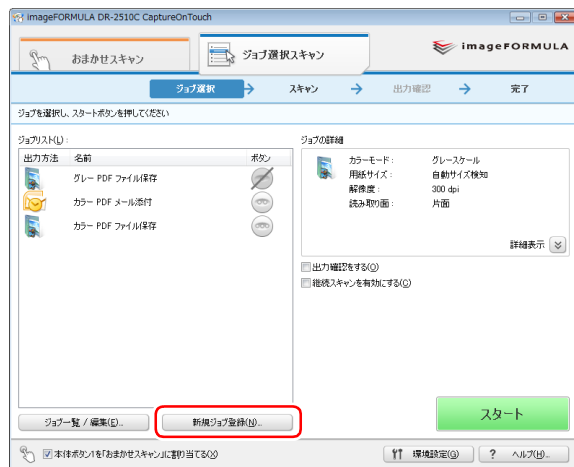 imageFORMULA DR-2510C CaptureOnTouch
おまかせスキャン
ジョブ選択スキャン
imageFORMULA
ジョブ選択
スキャン
出力確認
完了
ジョブを選択し、スタートボタンを押してください
ジョブリスト(L):
ジョブの詳細
出力方法 名前 ボタン
グレー PDF ファイル保存
カラー PDF メール添付
カラー PDF ファイル保存
カラーモード: グレースケール
用紙サイズ: 自動サイズ検知
解像度: 300 dpi
読み取り面: 片面
詳細表示
出力確認をする(O)
継続スキャンを有効にする(C)
ジョブ一覧 / 編集(E)...
新規ジョブ登録(N)...
スタート
本体ボタン1を「おまかせスキャン」に割り当てる(X)
環境設定(G)
? ヘルプ(H)...